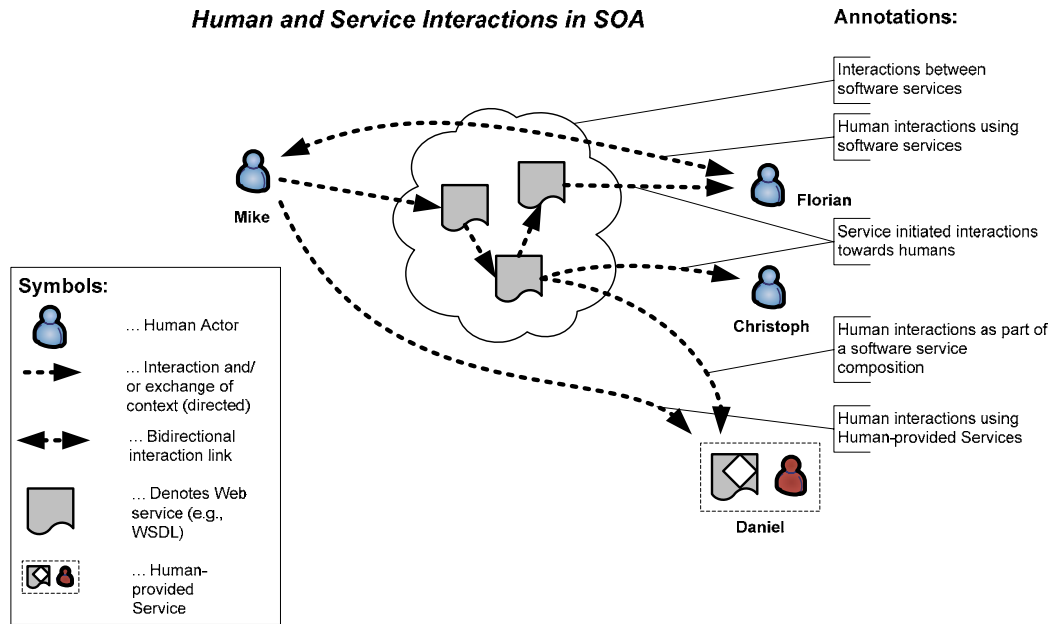 Human and Service Interactions in SOA
Annotations:
Interactions between
software services
Human interactions using
software services
Mike
Florian
Service initiated interactions
towards humans
Christoph
Human interactions as part of
a software service
composition
Human interactions using
Human-provided Services
Daniel
Symbols:
... Human Actor
... Interaction and/
or exchange of
context (directed)
... Bidirectional
interaction link
... Denotes Web
service (e.g.,
WSDL)
... Human-
provided
Service